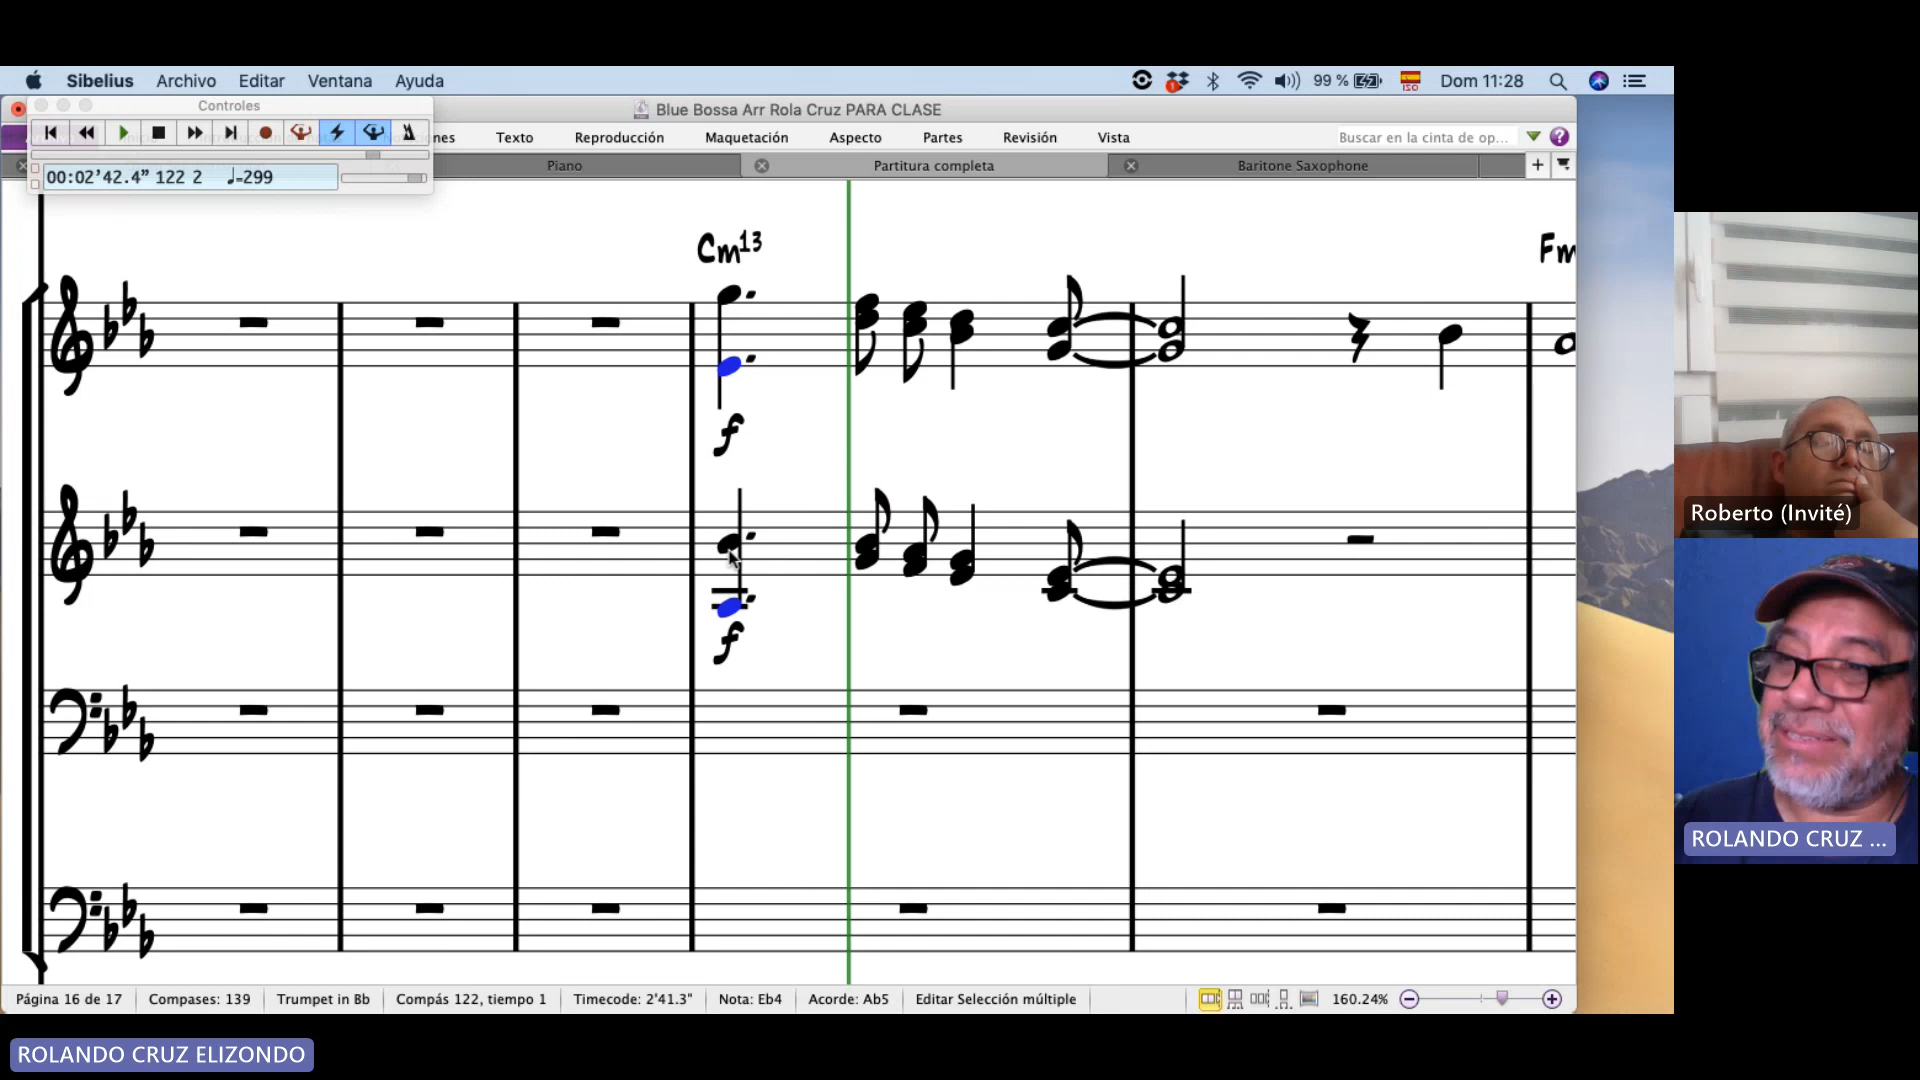 Sibelius Archivo Editar Ventana Ayuda 99 % ISO Dom 11:28
Controles
Blue Bossa Arr Rola Cruz PARA CLASE
nes Texto Reproducción Maquetación Aspecto Partes Revisión Vista Buscar en la cinta de op... ?
Piano Partitura completa Baritone Saxophone +
00:02'42.4" 122 2 ♩=299
Cm13 Fm
f
f
Página 16 de 17 Compases: 139 Trumpet in Bb Compás 122, tiempo 1 Timecode: 2'41.3" Nota: Eb4 Acorde: Ab5 Editar Selección múltiple 160.24%
Roberto (Invité)
ROLANDO CRUZ ...
ROLANDO CRUZ ELIZONDO